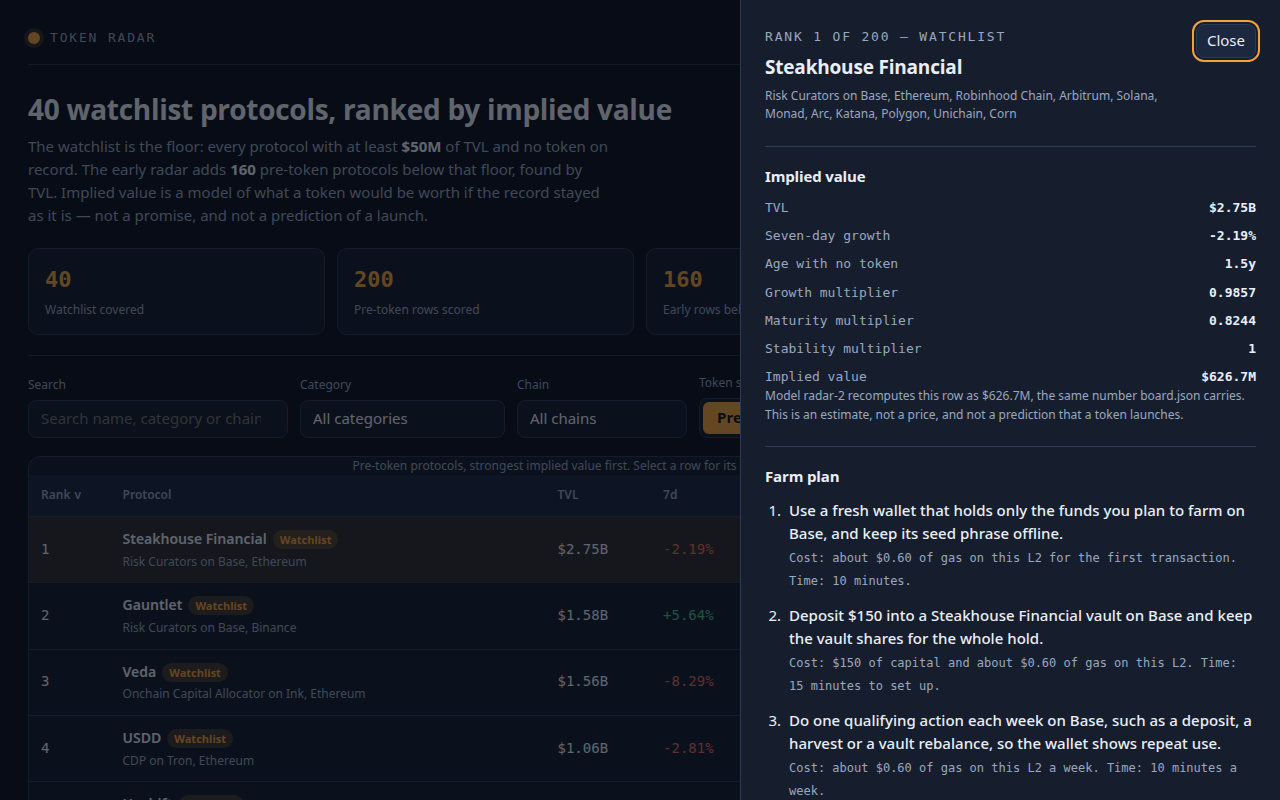 TOKEN RADAR
40 watchlist protocols, ranked by implied value
The watchlist is the floor: every protocol with at least $50M of TVL and no token on
record. The early radar adds 160 pre-token protocols below that floor, found by
TVL. Implied value is a model of what a token would be worth if the record stayed
as it is — not a promise, and not a prediction of a launch.
40
Watchlist covered
200
Pre-token rows scored
160
Early rows
Search
Category
Chain
Token
Search name, category or chain
All categories
All chains
Pre-token protocols, strongest implied value first. Select a row for its
Rank v
Protocol
TVL
7d
1
Steakhouse Financial
Watchlist
Risk Curators on Base, Ethereum
$2.75B
-2.19%
2
Gauntlet
Watchlist
Risk Curators on Base, Binance
$1.58B
+5.64%
3
Veda
Watchlist
Onchain Capital Allocator on Ink, Ethereum
$1.56B
-8.29%
4
USDD
Watchlist
CDP on Tron, Ethereum
$1.06B
-2.81%
RANK 1 OF 200 — WATCHLIST
Close
Steakhouse Financial
Risk Curators on Base, Ethereum, Robinhood Chain, Arbitrum, Solana,
Monad, Arc, Katana, Polygon, Unichain, Corn
Implied value
TVL $2.75B
Seven-day growth -2.19%
Age with no token 1.5y
Growth multiplier 0.9857
Maturity multiplier 0.8244
Stability multiplier 1
Implied value $626.7M
Model radar-2 recomputes this row as $626.7M, the same number board.json carries.
This is an estimate, not a price, and not a prediction that a token launches.
Farm plan
1. Use a fresh wallet that holds only the funds you plan to farm on
Base, and keep its seed phrase offline.
Cost: about $0.60 of gas on this L2 for the first transaction.
Time: 10 minutes.
2. Deposit $150 into a Steakhouse Financial vault on Base and keep
the vault shares for the whole hold.
Cost: $150 of capital and about $0.60 of gas on this L2. Time:
15 minutes to set up.
3. Do one qualifying action each week on Base, such as a deposit, a
harvest or a vault rebalance, so the wallet shows repeat use.
Cost: about $0.60 of gas on this L2 a week. Time: 10 minutes a
week.